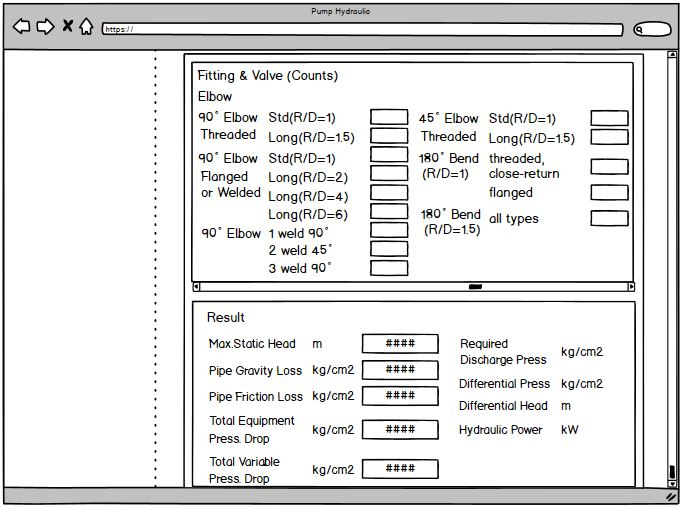 Pump Hydraulic
https://
Fitting & Valve (Counts)
Elbow
90° Elbow Std(R/D=1)
Threaded Long(R/D=1.5)
90° Elbow Std(R/D=1)
Flanged Long(R/D=2)
or Welded Long(R/D=4)
Long(R/D=6)
90° Elbow 1 weld 90°
2 weld 45°
3 weld 90°
45° Elbow Std(R/D=1)
Threaded Long(R/D=1.5)
180° Bend threaded,
(R/D=1) close-return
flanged
180° Bend all types
(R/D=1.5)
Result
Max.Static Head m ####
Pipe Gravity Loss kg/cm2 ####
Pipe Friction Loss kg/cm2 ####
Total Equipment
Press. Drop kg/cm2 ####
Total Variable
Press. Drop kg/cm2 ####
Required
Discharge Press kg/cm2
Differential Press kg/cm2
Differential Head m
Hydraulic Power kW